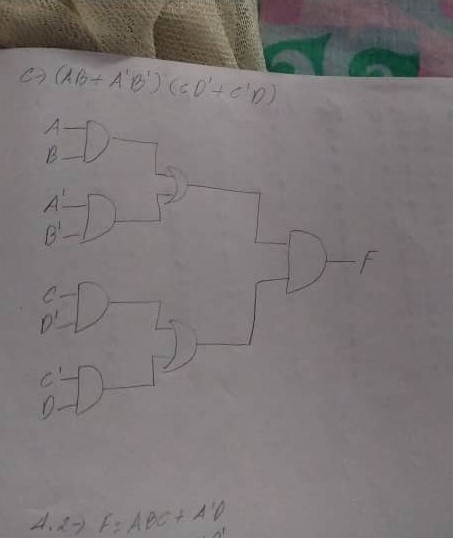 C→ (AB + A'B') (CD' + C'D)
A
B
A'
B'
F
C
D'
C'
D
4.2→ F = ABC + A'D